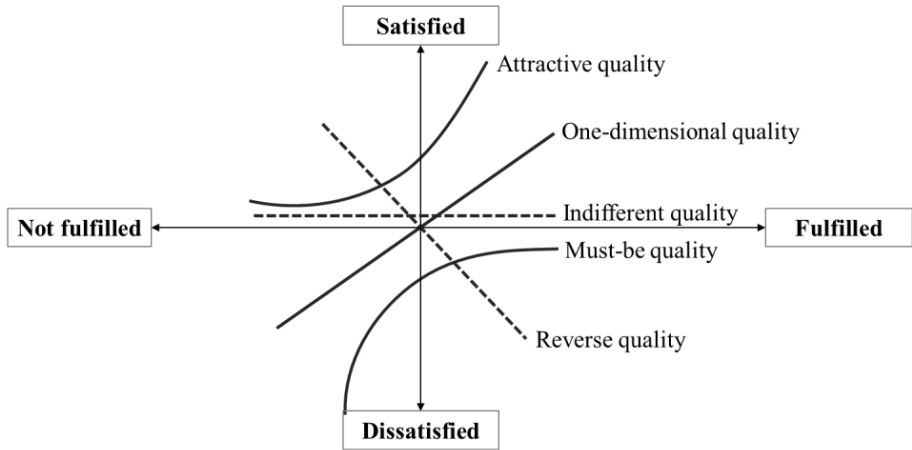 Satisfied
Attractive quality
One-dimensional quality
Indifferent quality
Not fulfilled
Fulfilled
Must-be quality
Reverse quality
Dissatisfied